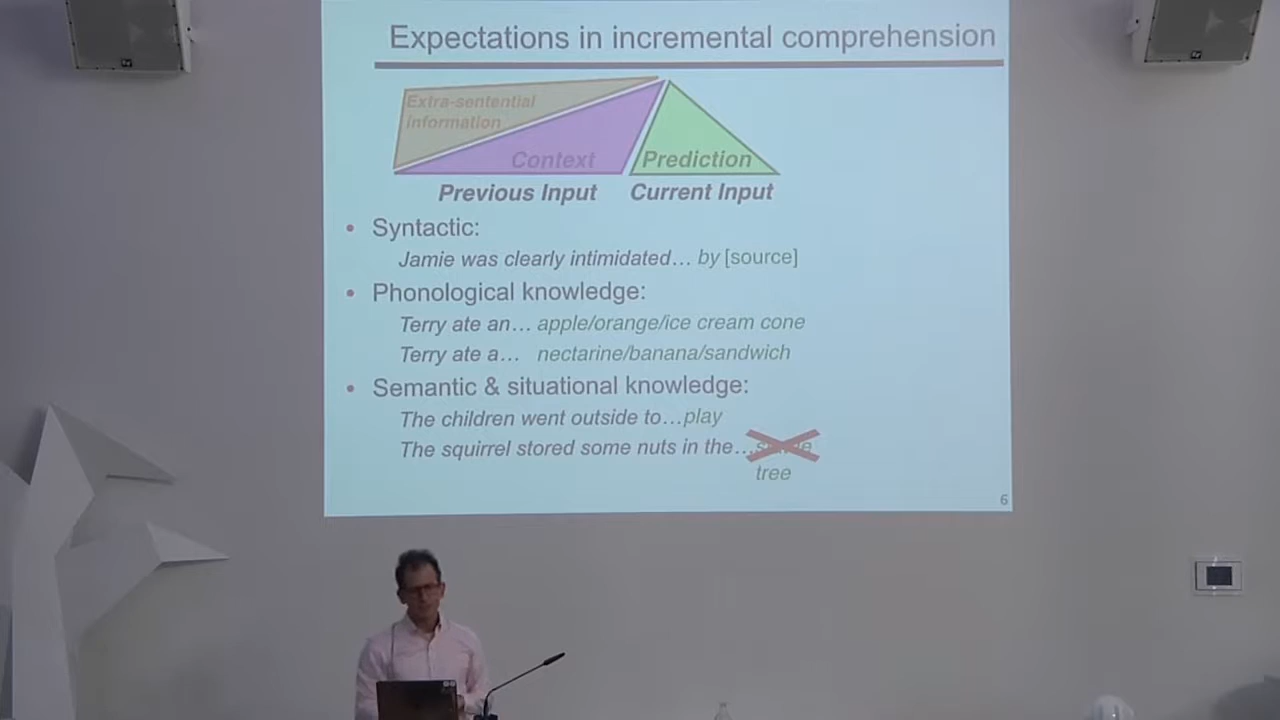 Expectations in incremental comprehension
Extra-sentential
information
Context
Prediction
Previous Input
Current Input
• Syntactic:
Jamie was clearly intimidated… by [source]
• Phonological knowledge:
Terry ate an… apple/orange/ice cream cone
Terry ate a… nectarine/banana/sandwich
• Semantic & situational knowledge:
The children went outside to…play
The squirrel stored some nuts in the…
tree
6